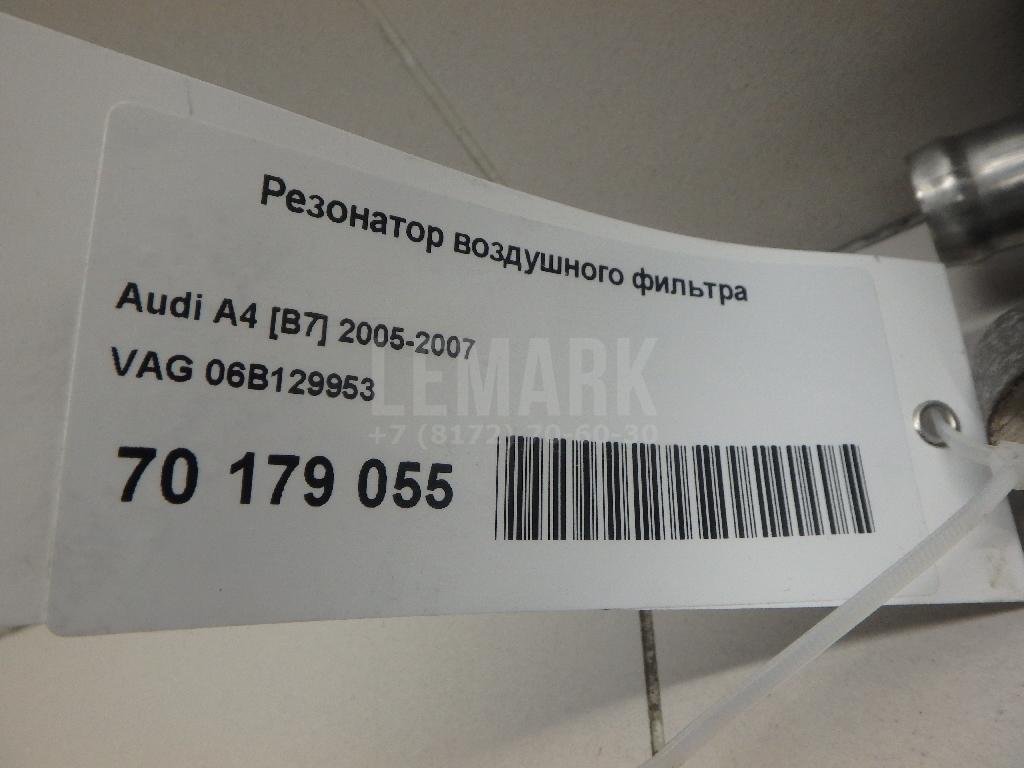 Резонатор воздушного фильтра
Audi A4 [B7] 2005-2007
VAG 06B129953
LEMARK
+7 (8172) 70-60-30
70 179 055